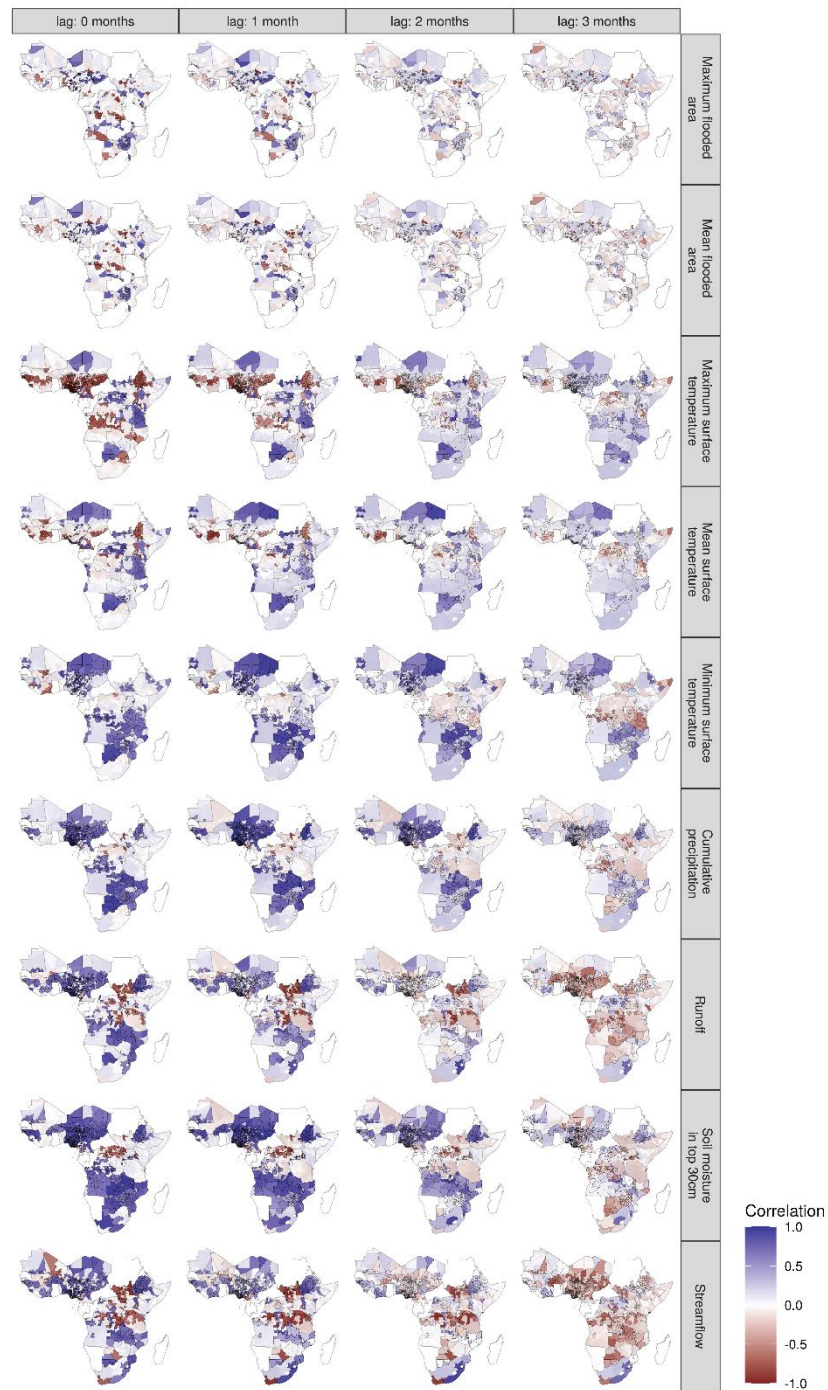 lag: 0 months
lag: 1 month
lag: 2 months
lag: 3 months
Maximum flooded
area
Mean flooded
area
Maximum surface
temperature
Mean surface
temperature
Minimum surface
temperature
Cumulative
precipitation
Runoff
Soil moisture
in top 30cm
Streamflow
Correlation
1.0
0.5
0.0
-0.5
-1.0